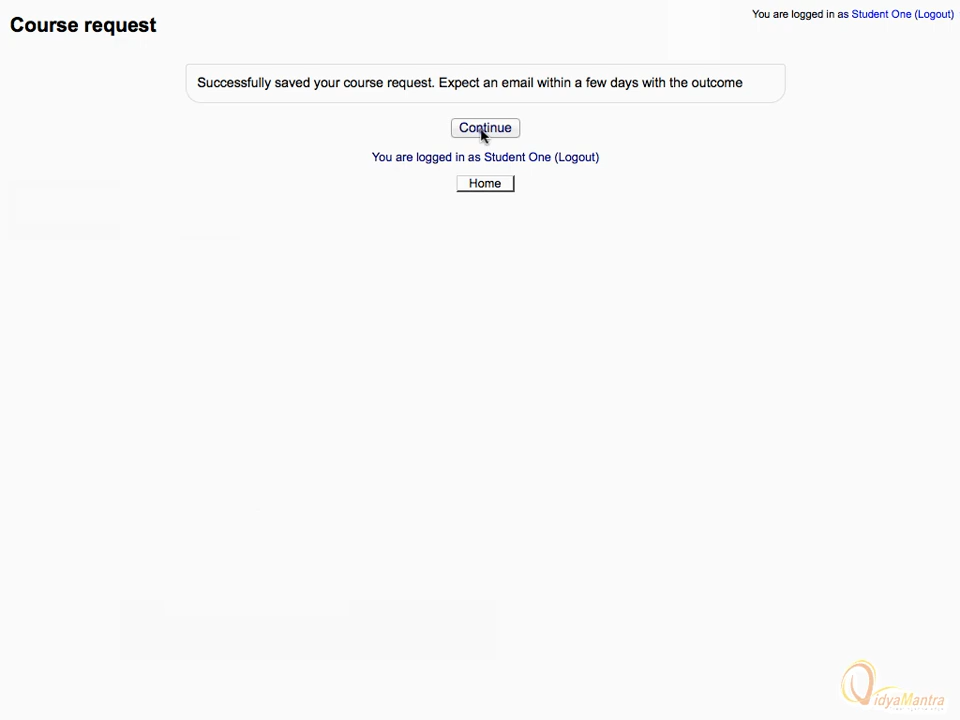 Course request
You are logged in as Student One (Logout)
Successfully saved your course request. Expect an email within a few days with the outcome
Continue
You are logged in as Student One (Logout)
Home
VidyaMantra